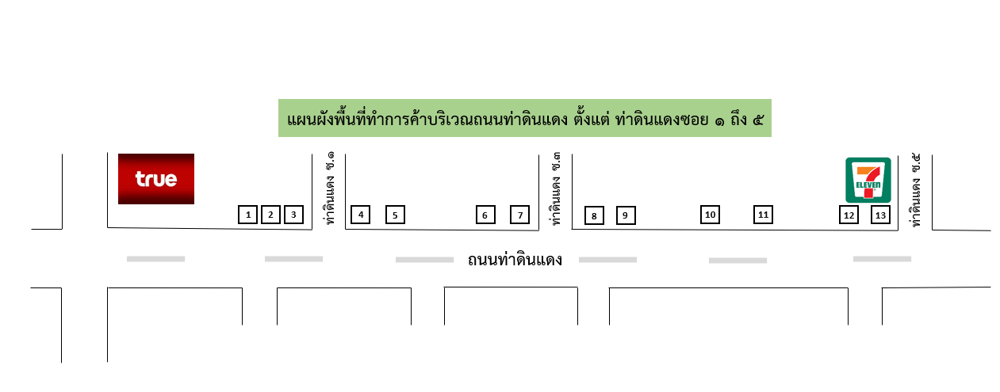 แผนผังพื้นที่ทำการค้าบริเวณถนนท่าดินแดง ตั้งแต่ ท่าดินแดงซอย ๑ ถึง ๕
true
ท่าดินแดง ซ.๑
ท่าดินแดง ซ.๓
7 ELEVEN
ท่าดินแดง ซ.๕
1 2 3 4 5 6 7 8 9 10 11 12 13
ถนนท่าดินแดง